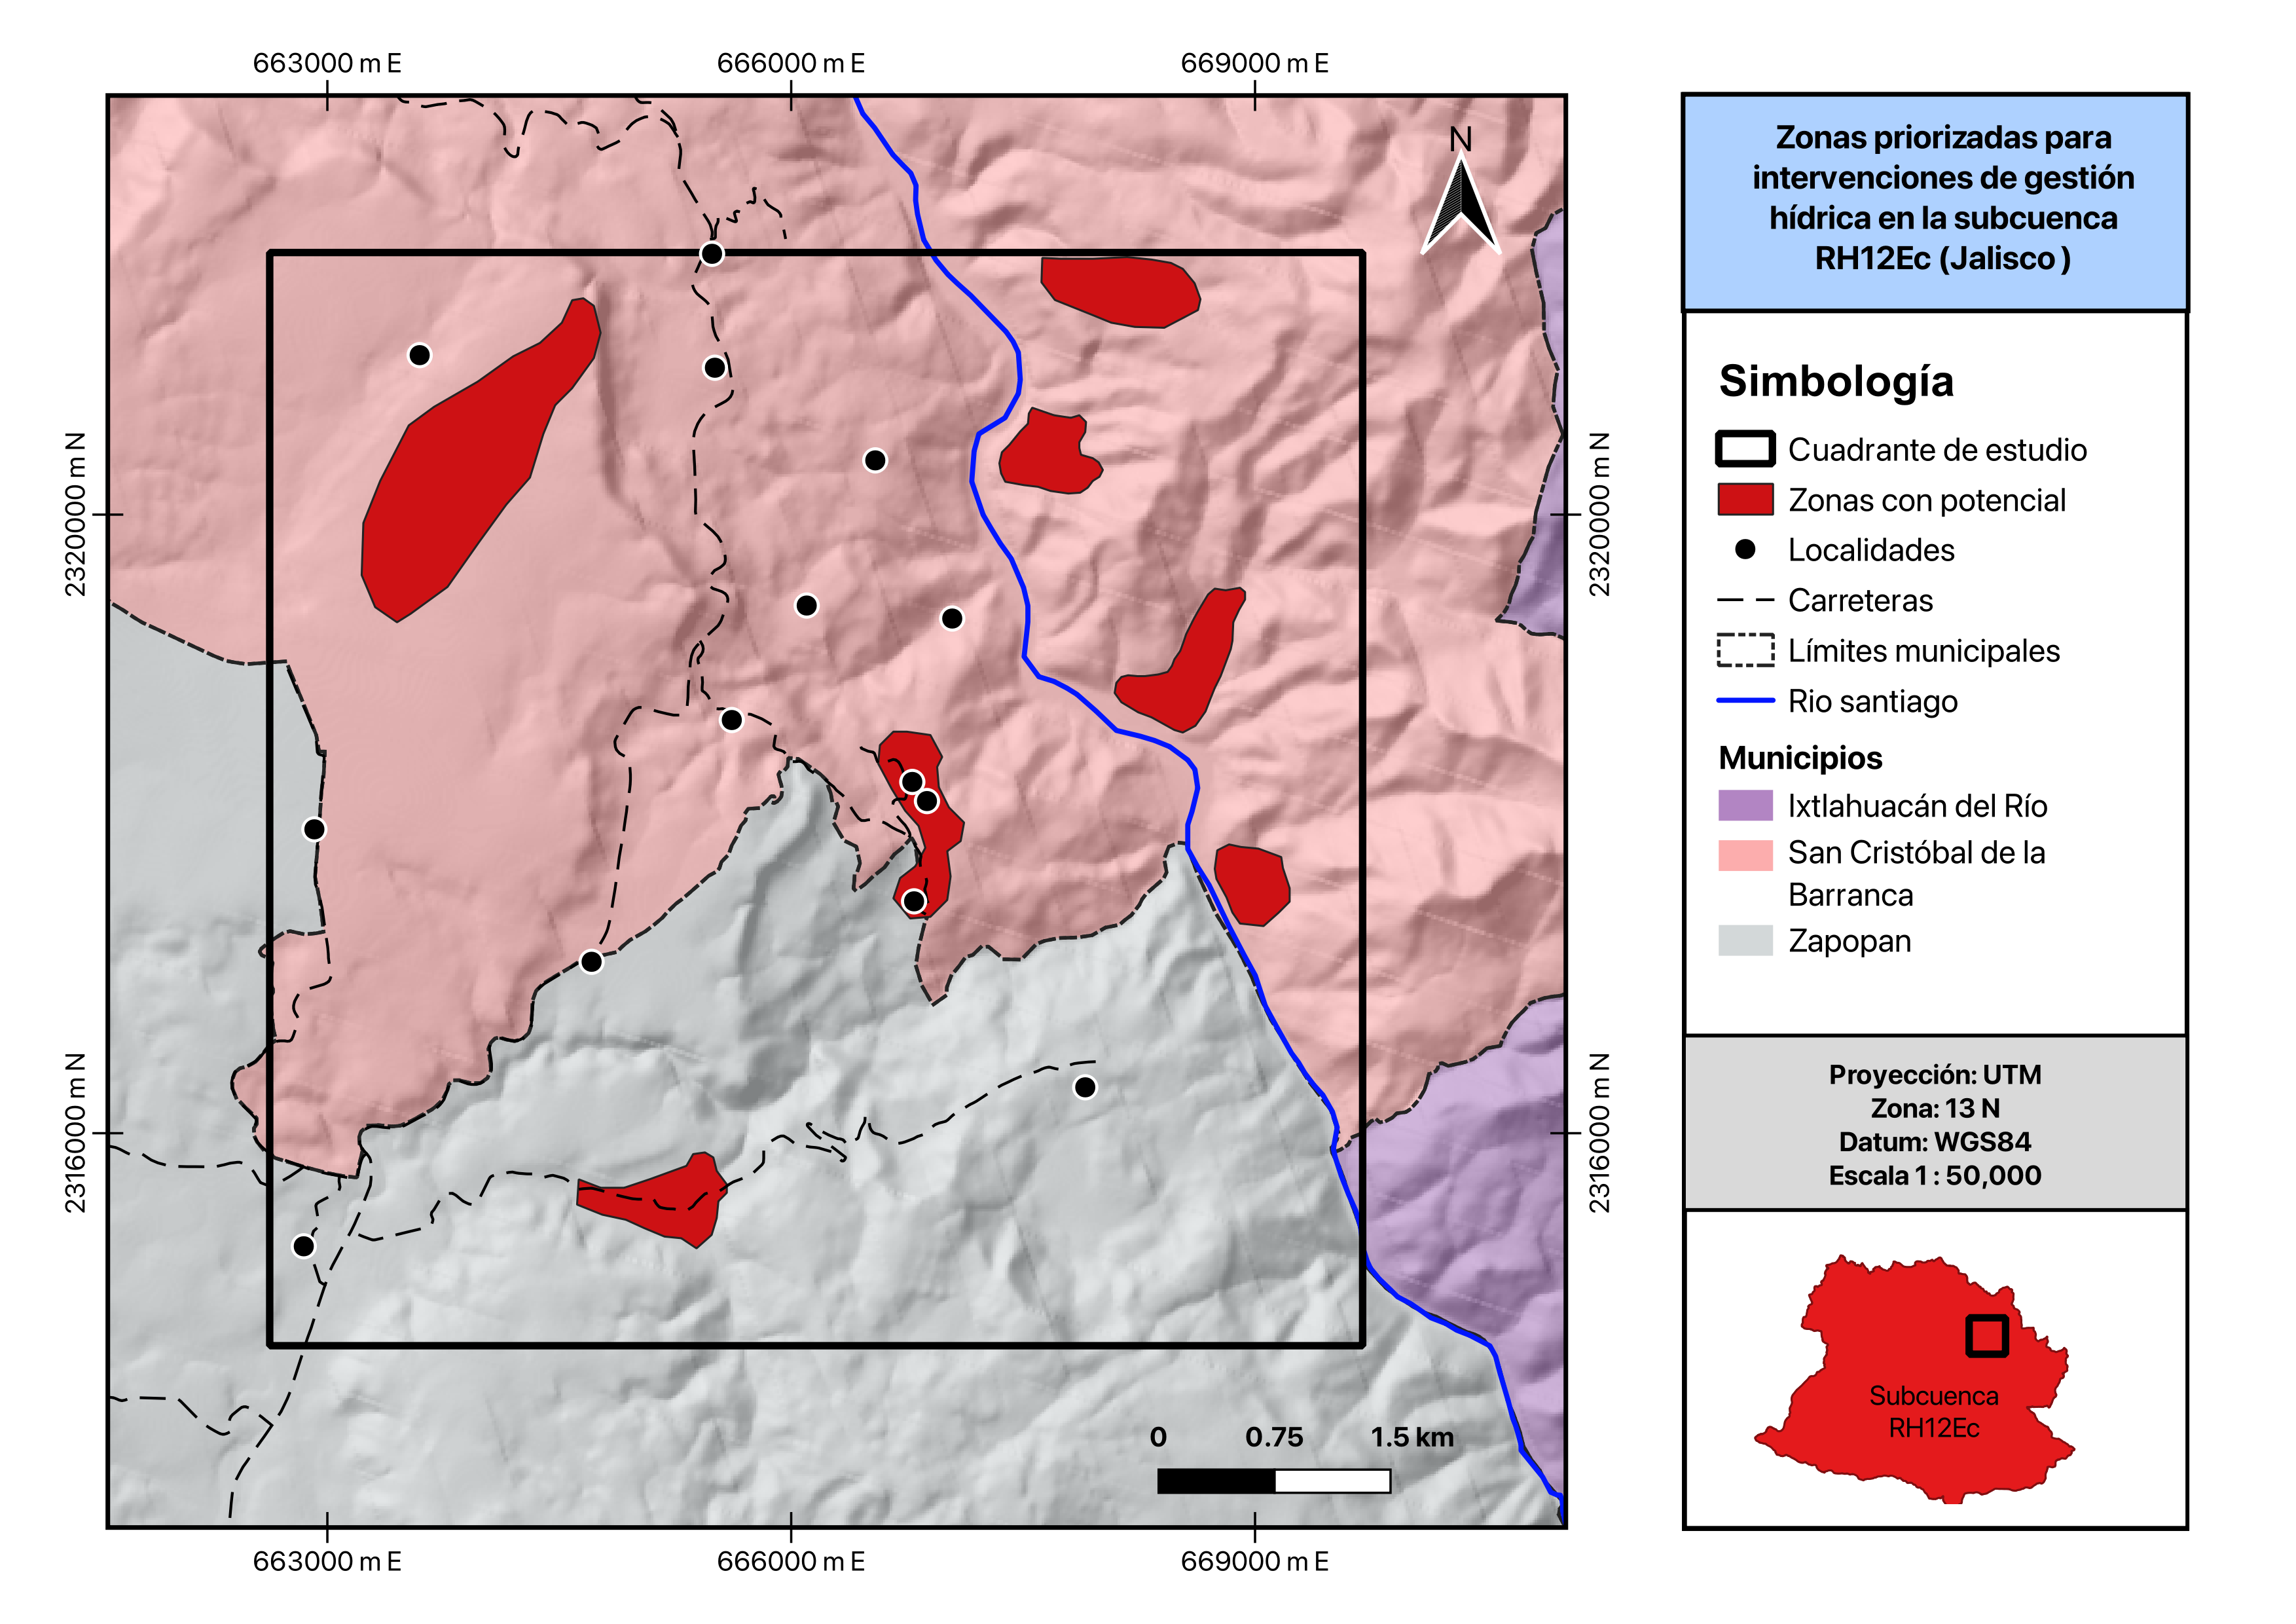 663000 m E
666000 m E
669000 m E
N
2320000 m N
2320000 m N
2316000 m N
2316000 m N
0
0.75
1.5 km
663000 m E
666000 m E
669000 m E
Zonas priorizadas para
intervenciones de gestión
hídrica en la subcuenca
RH12Ec (Jalisco )
Simbología
Cuadrante de estudio
Zonas con potencial
Localidades
Carreteras
Límites municipales
Rio santiago
Municipios
Ixtlahuacán del Río
San Cristóbal de la
Barranca
Zapopan
Proyección: UTM
Zona: 13 N
Datum: WGS84
Escala 1 : 50,000
Subcuenca
RH12Ec